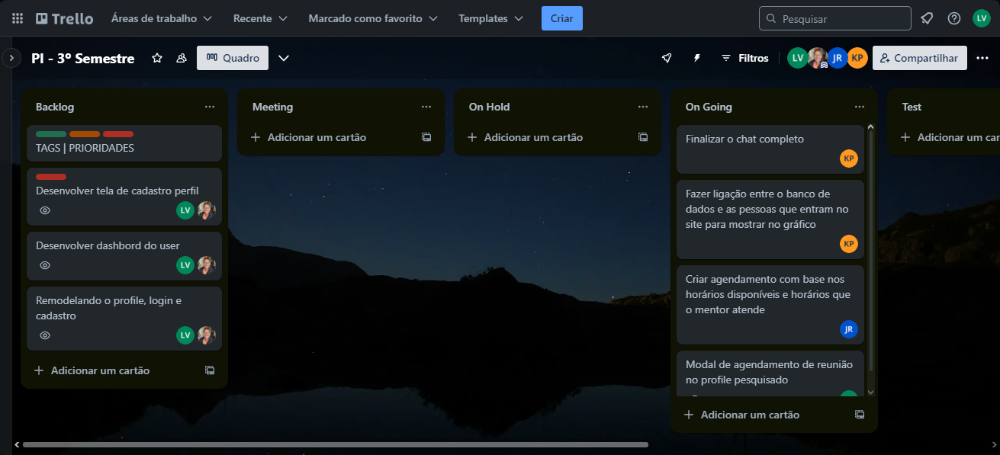 Trello
Áreas de trabalho
Recente
Marcado como favorito
Templates
Criar
Pesquisar
LV
PI - 3º Semestre
Quadro
Filtros
LV
JR
KP
Compartilhar
Backlog
TAGS | PRIORIDADES
Desenvolver tela de cadastro perfil
LV
Desenvolver dashbord do user
LV
Remodelando o profile, login e
cadastro
LV
Adicionar um cartão
Meeting
Adicionar um cartão
On Hold
Adicionar um cartão
On Going
Finalizar o chat completo
KP
Fazer ligação entre o banco de
dados e as pessoas que entram no
site para mostrar no gráfico
KP
Criar agendamento com base nos
horários disponíveis e horários que
o mentor atende
JR
Modal de agendamento de reunião
no profile pesquisado
Adicionar um cartão
Test
Adicionar um car